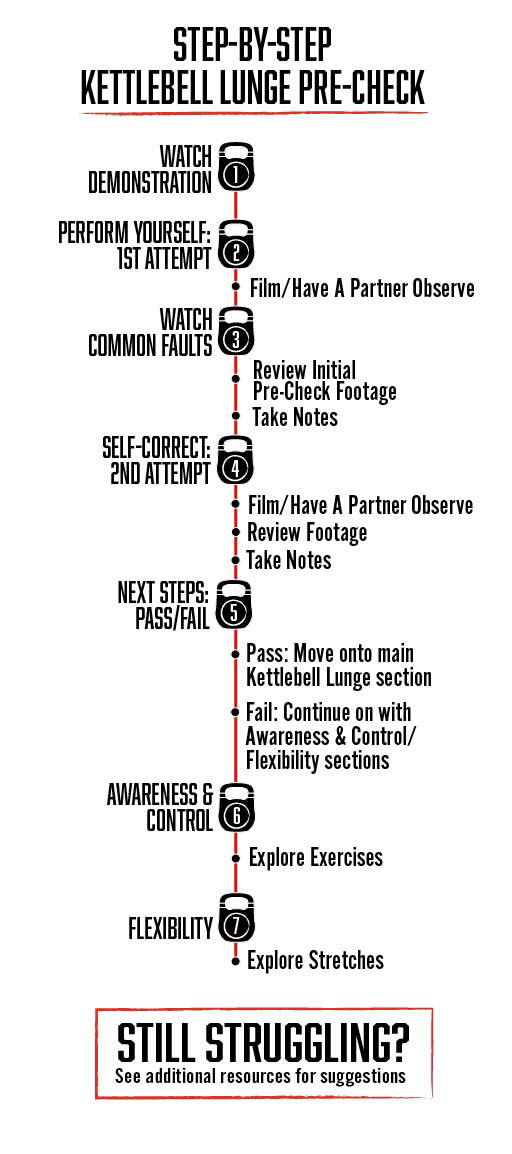 STEP-BY-STEP
KETTLEBELL LUNGE PRE-CHECK
WATCH
DEMONSTRATION
1
PERFORM YOURSELF:
1ST ATTEMPT
2
Film/Have A Partner Observe
WATCH
COMMON FAULTS
3
Review Initial
Pre-Check Footage
Take Notes
SELF-CORRECT:
2ND ATTEMPT
4
Film/Have A Partner Observe
Review Footage
Take Notes
NEXT STEPS:
PASS/FAIL
5
Pass: Move onto main
Kettlebell Lunge section
Fail: Continue on with
Awareness & Control/
Flexibility sections
AWARENESS &
CONTROL
6
Explore Exercises
FLEXIBILITY
7
Explore Stretches
STILL STRUGGLING?
See additional resources for suggestions